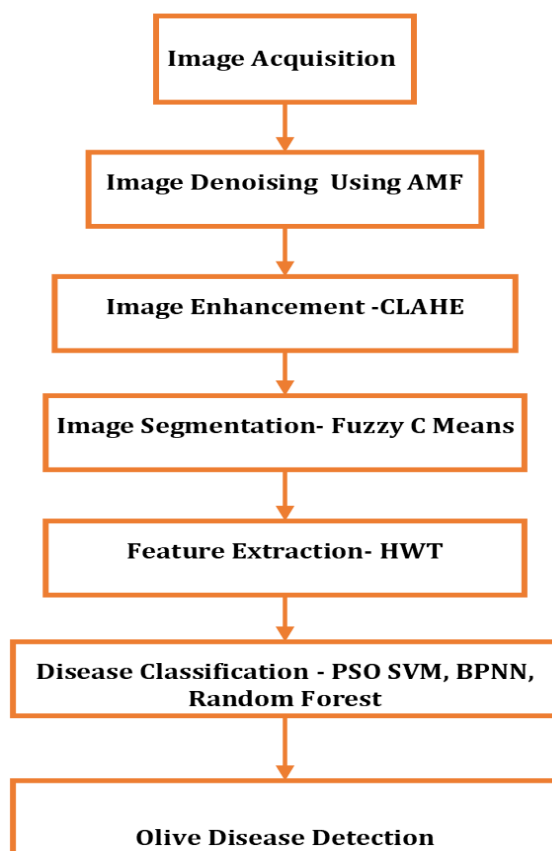 Image Acquisition
Image Denoising  Using AMF
Image Enhancement -CLAHE
Image Segmentation- Fuzzy C Means
Feature Extraction- HWT
Disease Classification - PSO SVM, BPNN,
Random Forest
Olive Disease Detection